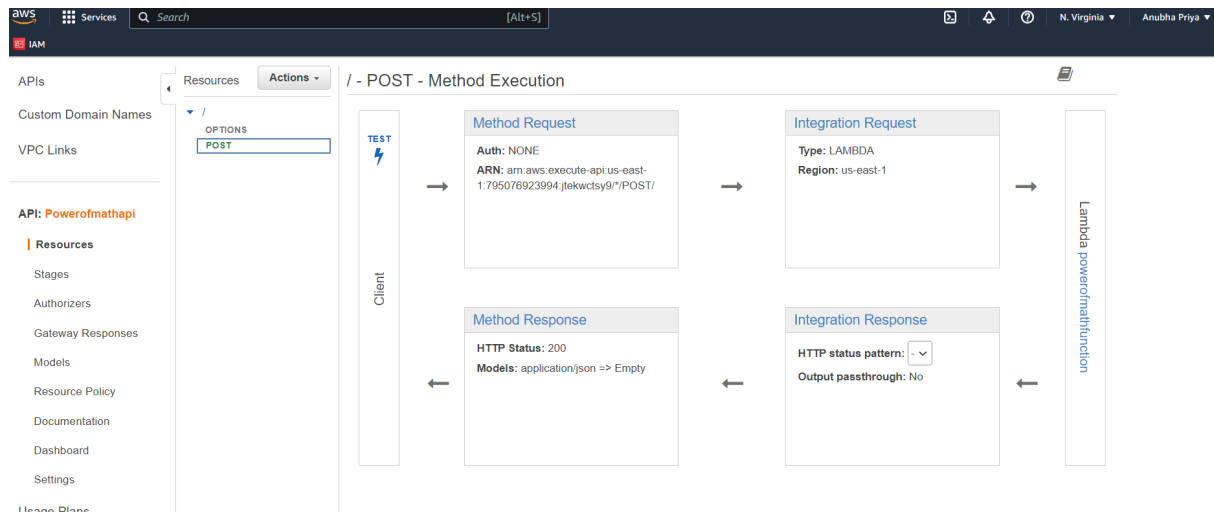 aws
Services
Search
[Alt+S]
N. Virginia
Anubha Priya
IAM
APIs
Custom Domain Names
VPC Links
API: Powerofmathapi
Resources
Stages
Authorizers
Gateway Responses
Models
Resource Policy
Documentation
Dashboard
Settings
Usage Plans
Resources
Actions
/
OPTIONS
POST
/ - POST - Method Execution
TEST
Client
Method Request
Auth: NONE
ARN: arn:aws:execute-api:us-east-
1:795076923994:jtekwctsy9/*/POST/
Integration Request
Type: LAMBDA
Region: us-east-1
Lambda powerofmathfunction
Method Response
HTTP Status: 200
Models: application/json => Empty
Integration Response
HTTP status pattern: -
Output passthrough: No